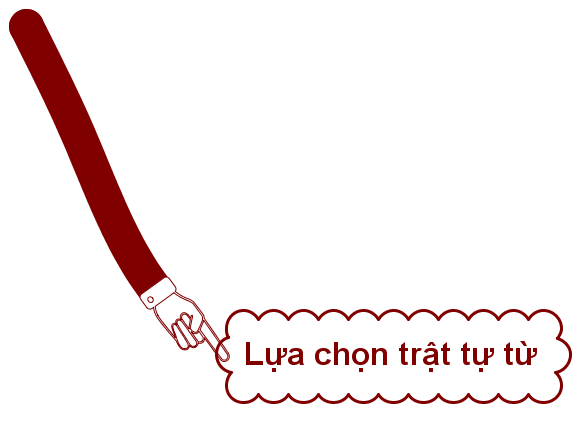 Lựa chọn trật tự từ